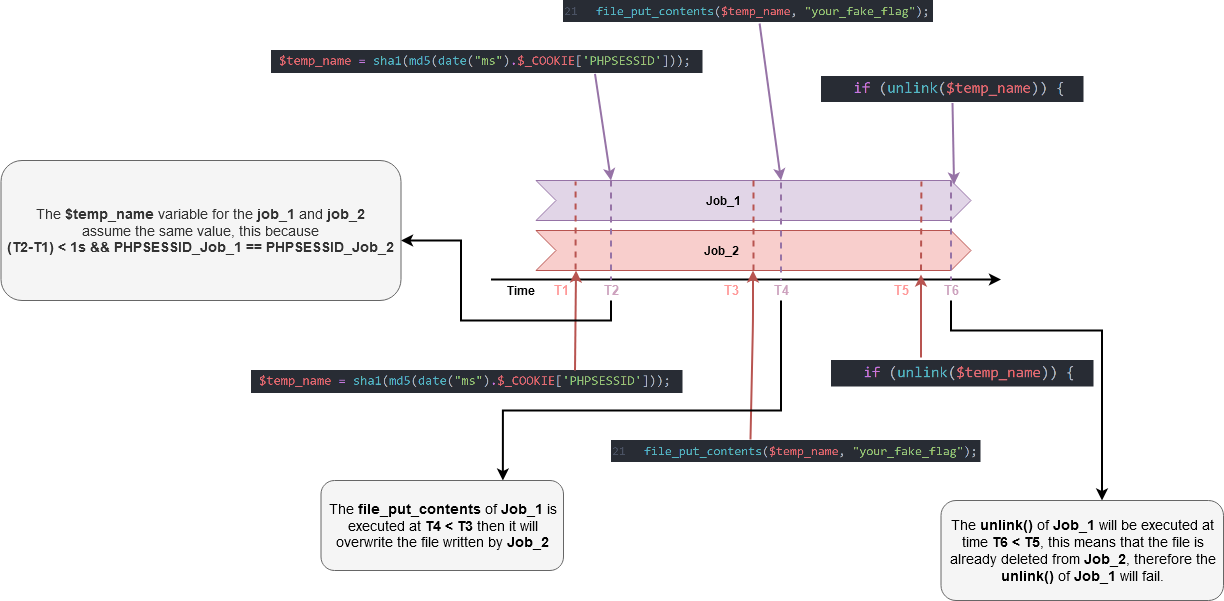 21 file_put_contents($temp_name, "your_fake_flag");
$temp_name = sha1(md5(date("ms").$_COOKIE['PHPSESSID']));
if (unlink($temp_name)) {
The $temp_name variable for the job_1 and job_2
assume the same value, this because
(T2-T1) < 1s && PHPSESSID_Job_1 == PHPSESSID_Job_2
Job_1
Job_2
Time T1 T2 T3 T4 T5 T6
$temp_name = sha1(md5(date("ms").$_COOKIE['PHPSESSID']));
if (unlink($temp_name)) {
21 file_put_contents($temp_name, "your_fake_flag");
The file_put_contents of Job_1 is
executed at T4 < T3 then it will
overwrite the file written by Job_2
The unlink() of Job_1 will be executed at
time T6 < T5, this means that the file is
already deleted from Job_2, therefore the
unlink() of Job_1 will fail.